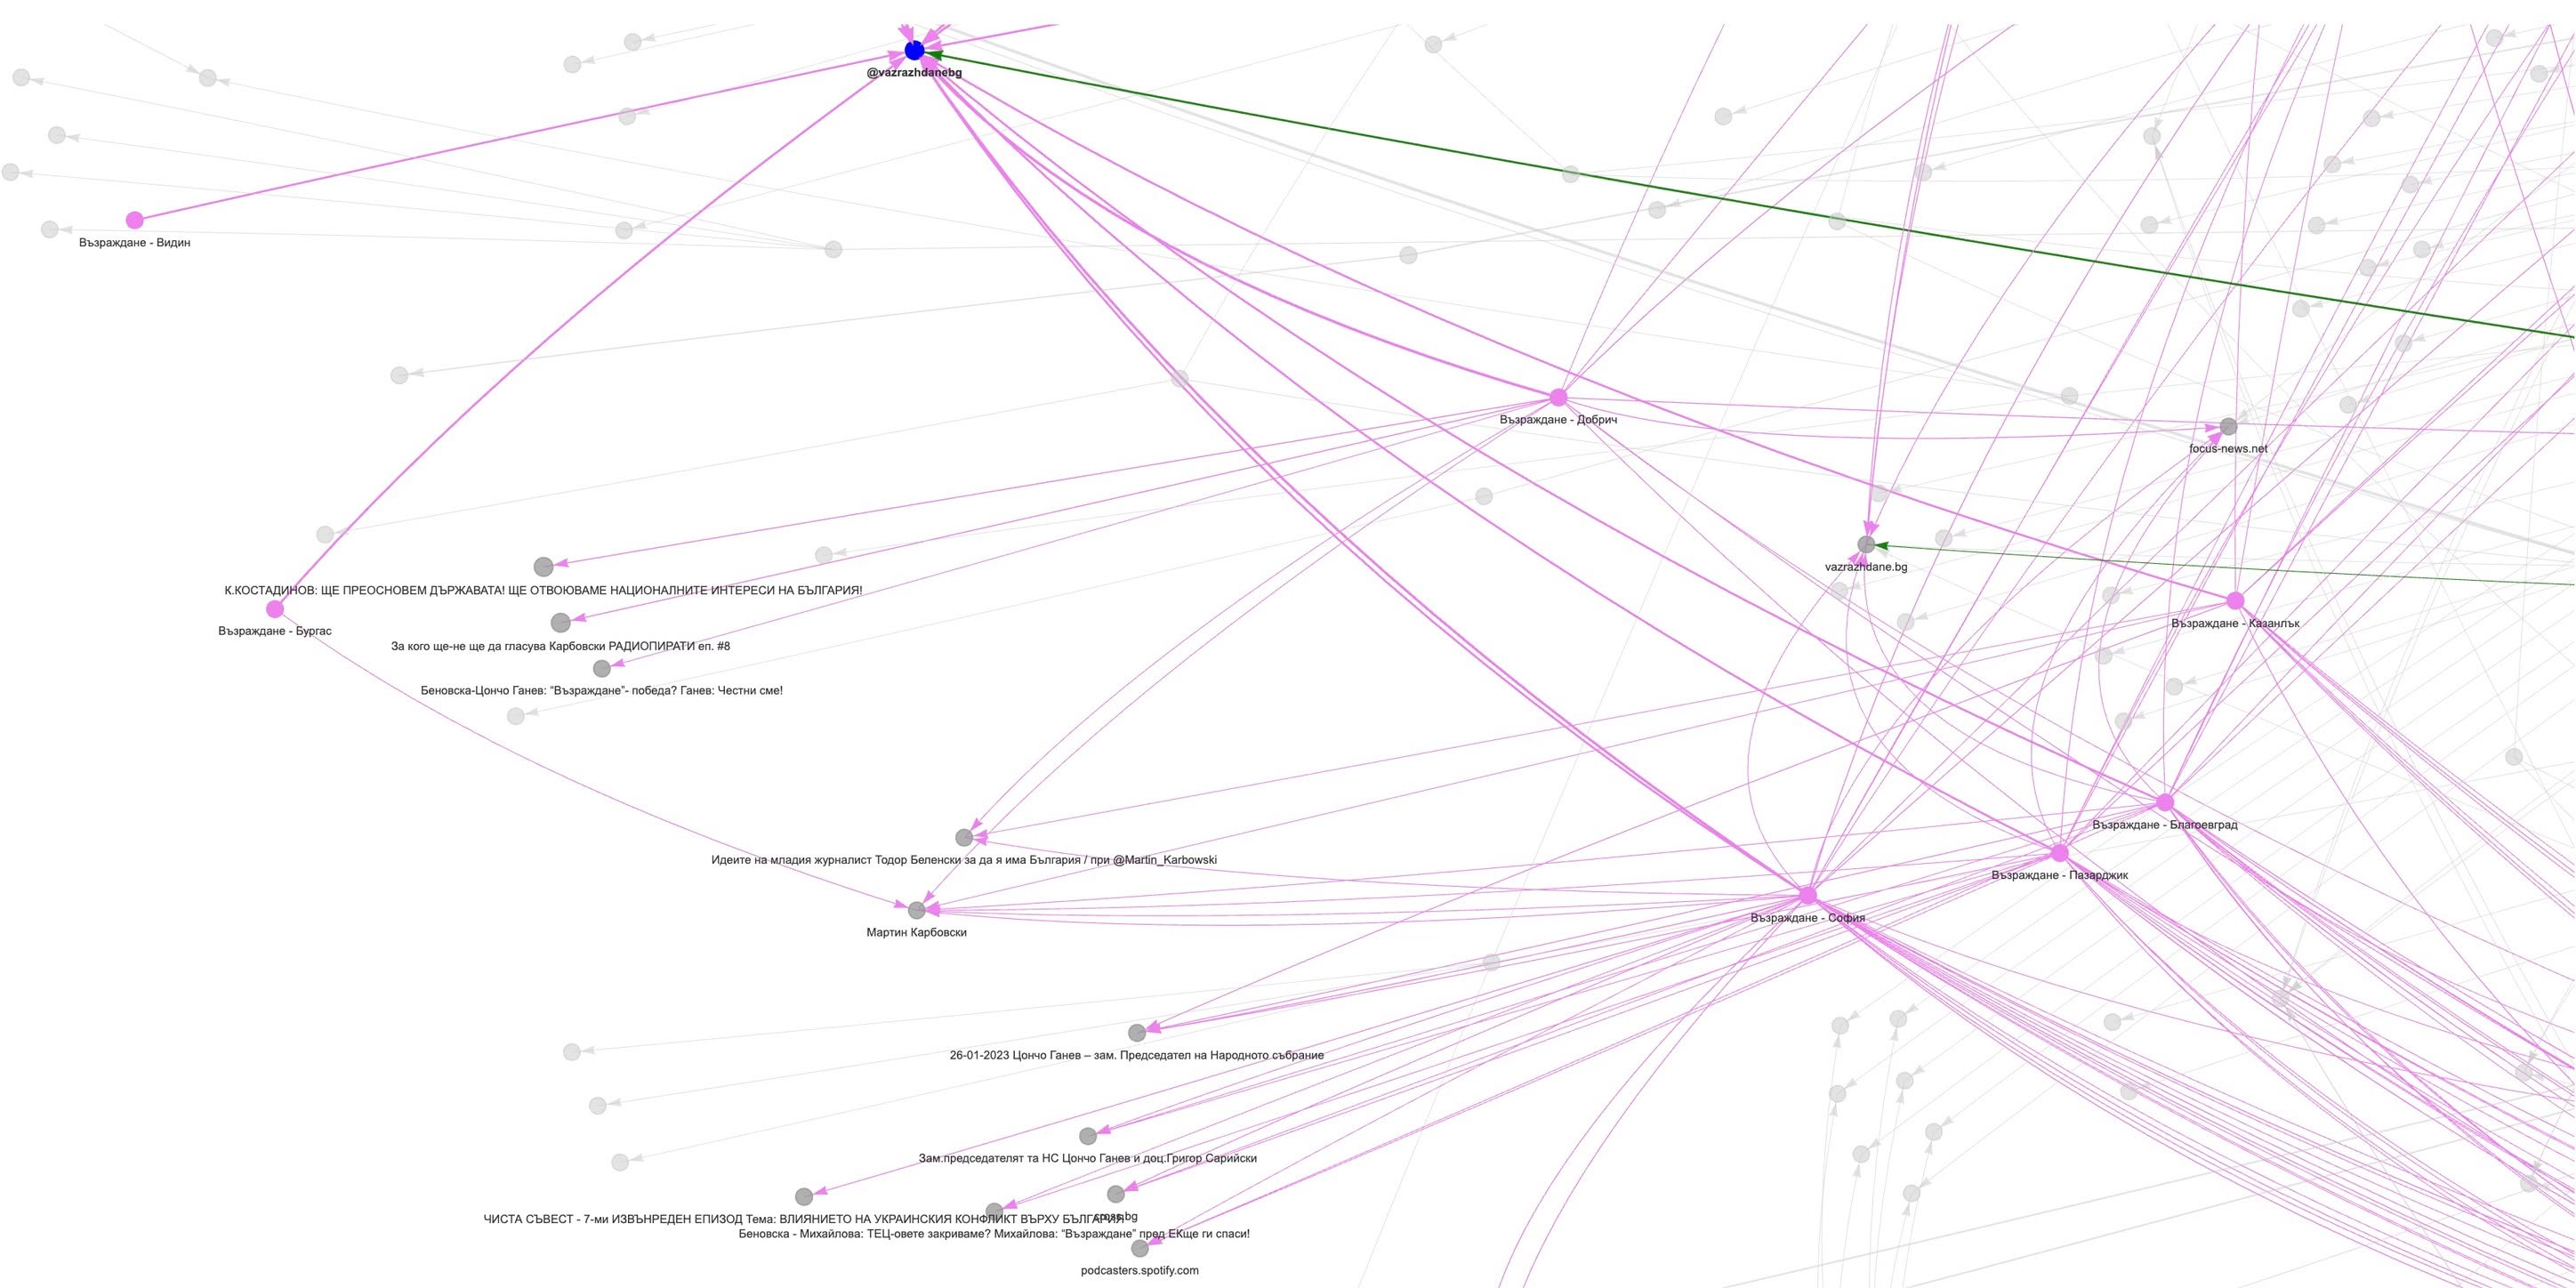 @vazrazhdanebg
Възраждане - Видин
Възраждане - Добрич
focus-news.net
vazrazhdane.bg
К.КОСТАДИНОВ: ЩЕ ПРЕОСНОВЕМ ДЪРЖАВАТА! ЩЕ ОТВОЮВАМЕ НАЦИОНАЛНИТЕ ИНТЕРЕСИ НА БЪЛГАРИЯ!
Възраждане - Казанлък
Възраждане - Бургас
За кого ще-не ще да гласува Карбовски РАДИОПИРАТИ еп. #8
Беновска-Цончо Ганев: "Възраждане"- победа? Ганев: Честни сме!
Възраждане - Благоевград
Идеите на младия журналист Тодор Беленски за да я има България / при @Martin_Karbowski
Възраждане - Пазарджик
Възраждане - София
Мартин Карбовски
26-01-2023 Цончо Ганев – зам. Председател на Народното събрание
Зам.председателят та НС Цончо Ганев и доц.Григор Сарийски
cross.bg
ЧИСТА СЪВЕСТ - 7-ми ИЗВЪНРЕДЕН ЕПИЗОД Тема: ВЛИЯНИЕТО НА УКРАИНСКИЯ КОНФЛИКТ ВЪРХУ БЪЛГАРИЯ
Беновска - Михайлова: ТЕЦ-овете закриваме? Михайлова: "Възраждане" пред ЕКще ги спаси!
podcasters.spotify.com